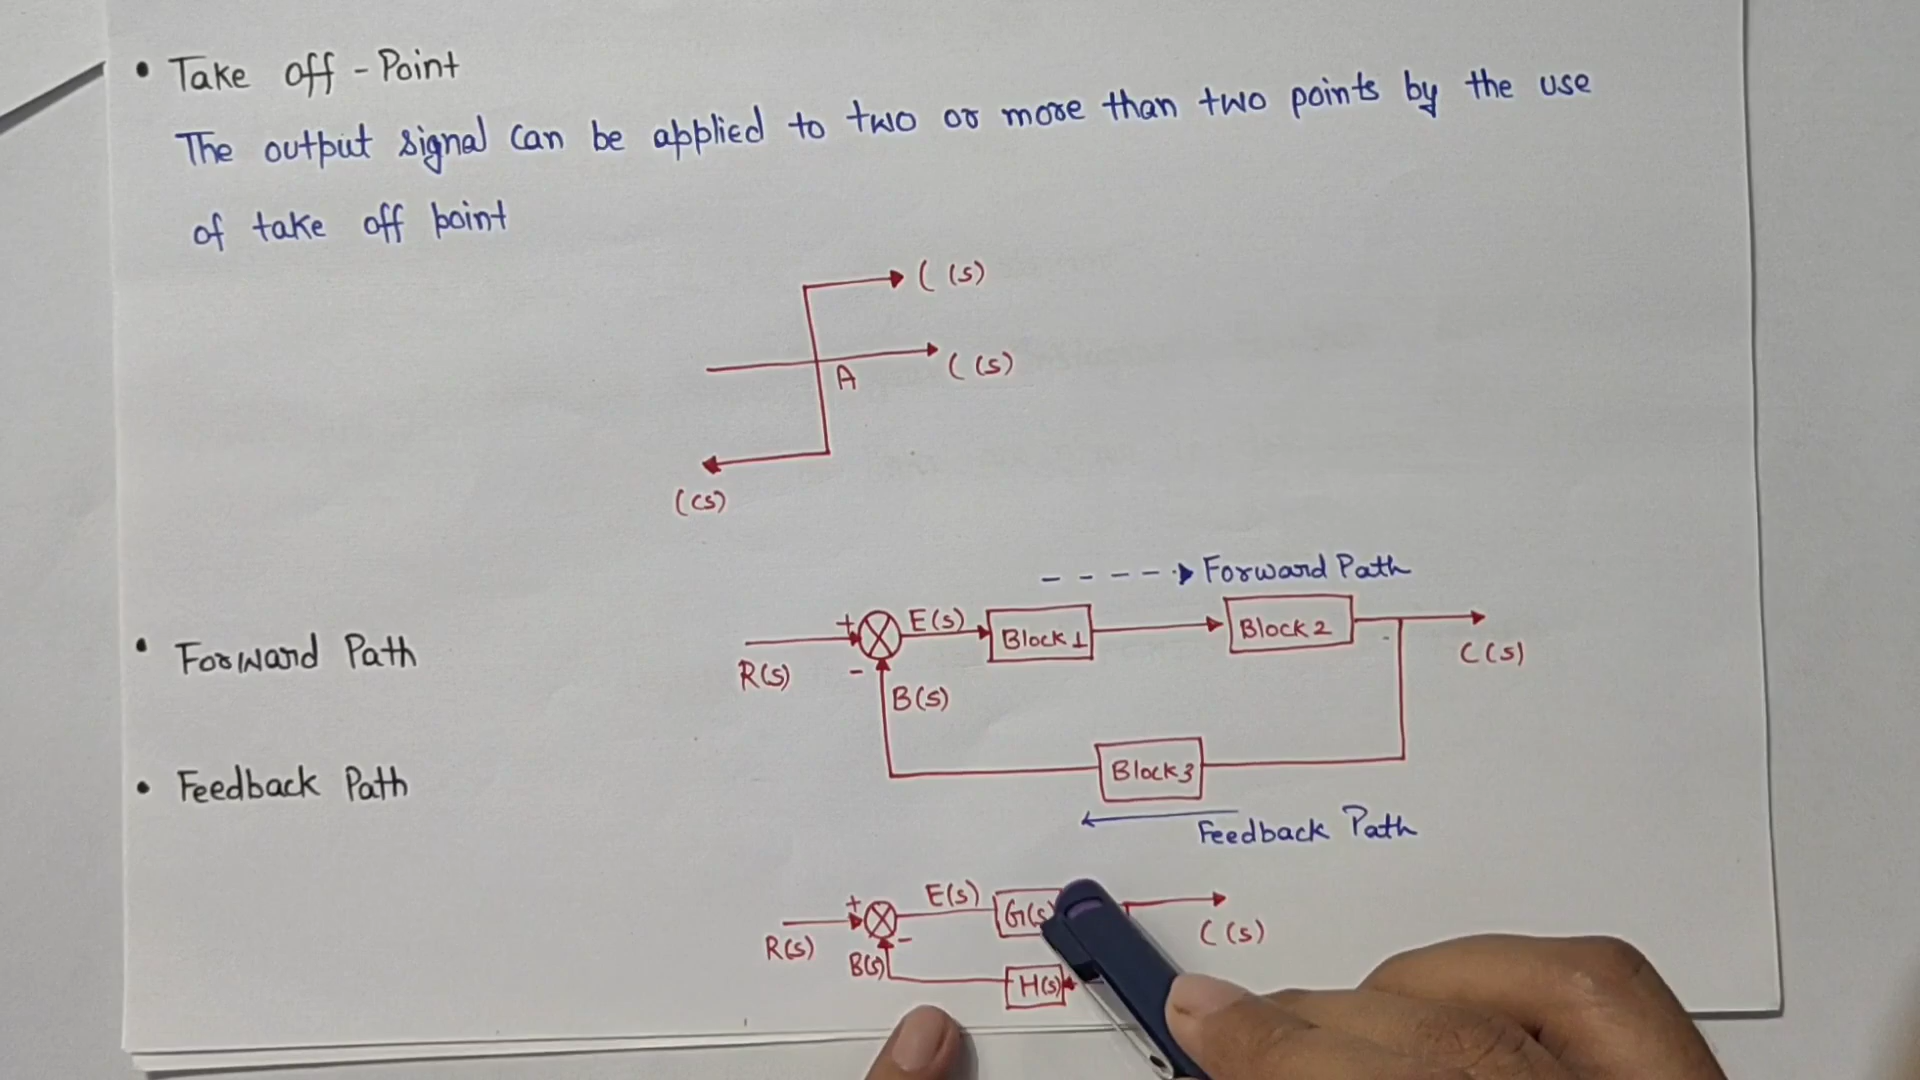 • Take off - Point
The output signal can be applied to two or more than two points by the use
of take off point
C(s)
A
C(s)
C(s)
Forward Path
• Forward Path
+
E(s)
Block 1
Block 2
R(s)
-
B(s)
C(s)
• Feedback Path
Block 3
Feedback Path
+
E(s)
G(s)
R(s)
-
B(s)
C(s)
H(s)